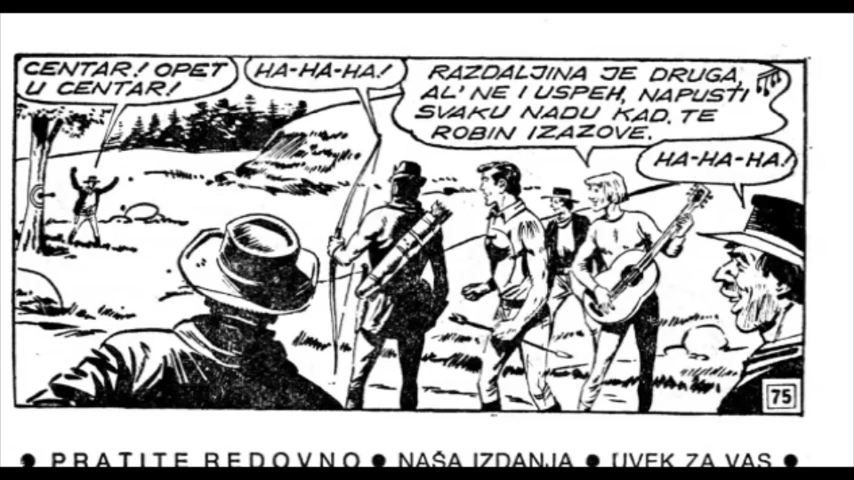 CENTAR! OPET
U CENTAR!
HA-HA-HA!
RAZDALJINA JE DRUGA,
AL' NE I USPEH, NAPUSTI
SVAKU NADU KAD, TE
ROBIN IZAZOVE.
HA-HA-HA!
75
● PRATITE REDOVNO ● NAŠA IZDANJA ● UVEK ZA VAS ●